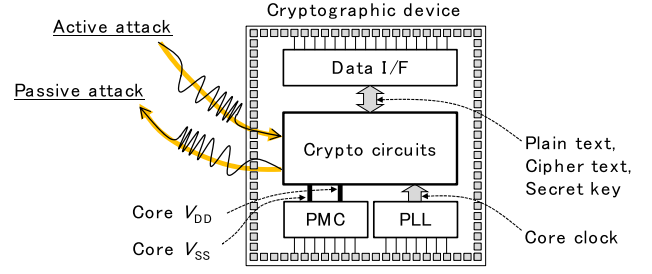 Cryptographic device
Active attack
Data I/F
Passive attack
Crypto circuits
Plain text,
Cipher text,
Secret key
Core VDD
PMC
PLL
Core VSS
Core clock